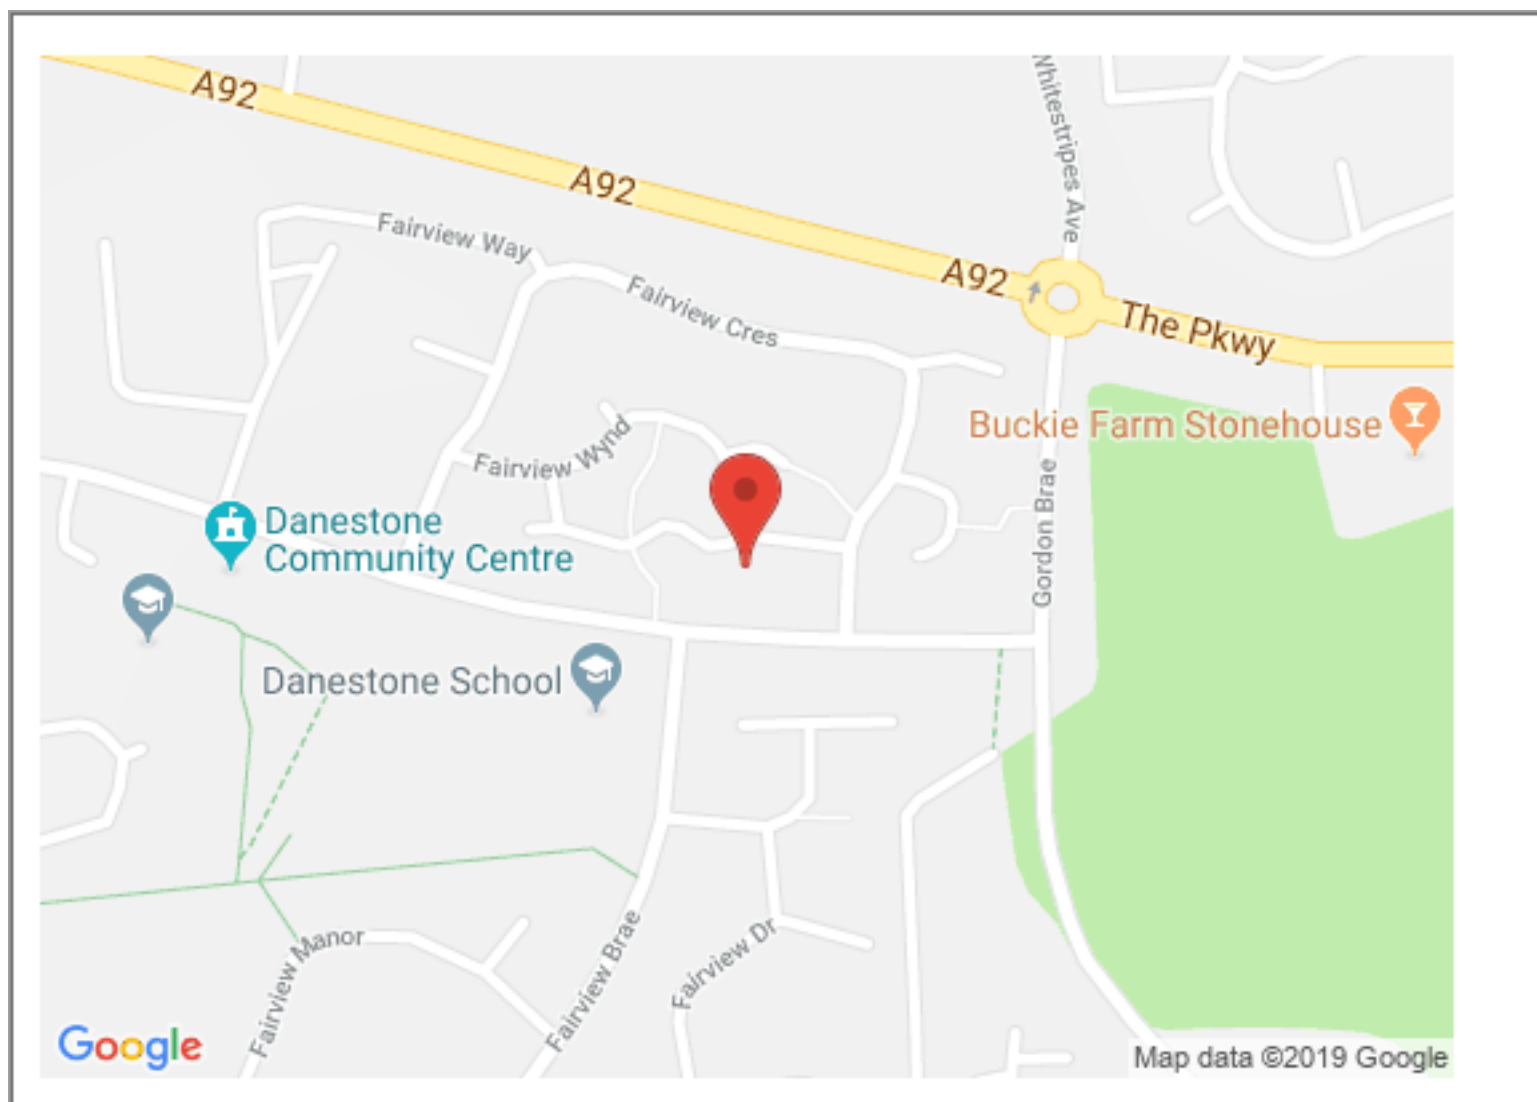 A92
Whitestripes Ave
A92
Fairview Way
A92
Fairview Cres
The Pkwy
Buckie Farm Stonehouse
Fairview Wynd
Gordon Brae
Danestone
Community Centre
Danestone School
Fairview Manor
Fairview Brae
Fairview Dr
Google
Map data ©2019 Google